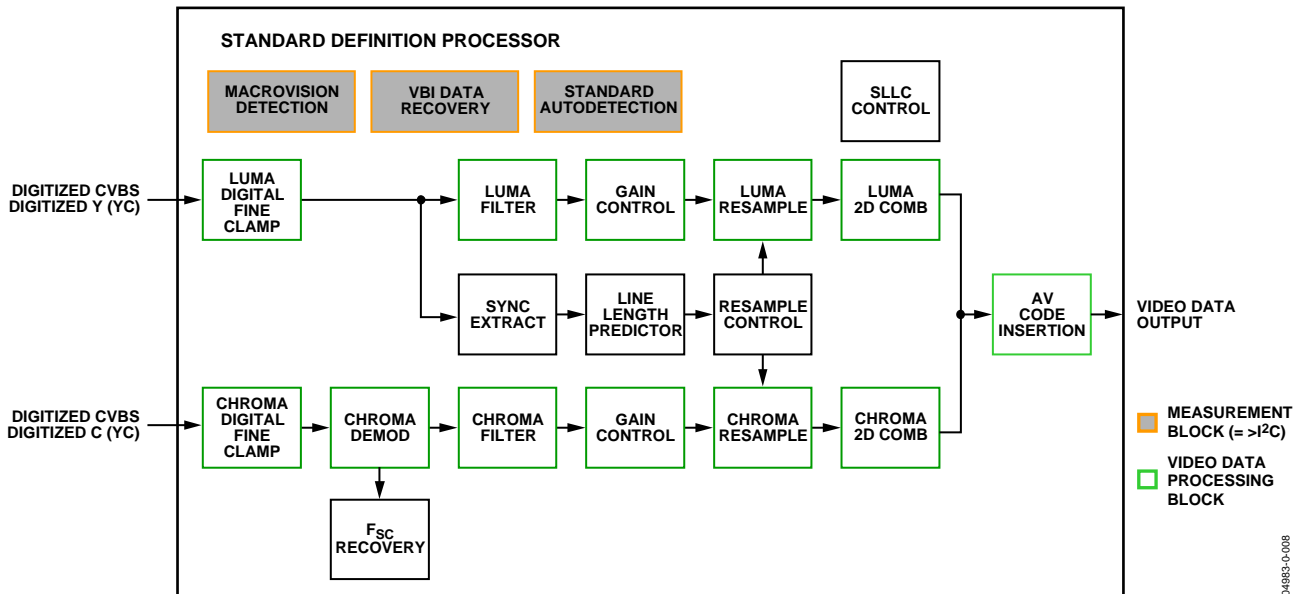 STANDARD DEFINITION PROCESSOR
MACROVISION
DETECTION
VBI DATA
RECOVERY
STANDARD
AUTODETECTION
SLLC
CONTROL
DIGITIZED CVBS
DIGITIZED Y (YC)
LUMA
DIGITAL
FINE
CLAMP
LUMA
FILTER
GAIN
CONTROL
LUMA
RESAMPLE
LUMA
2D COMB
SYNC
EXTRACT
LINE
LENGTH
PREDICTOR
RESAMPLE
CONTROL
AV
CODE
INSERTION
VIDEO DATA
OUTPUT
DIGITIZED CVBS
DIGITIZED C (YC)
CHROMA
DIGITAL
FINE
CLAMP
CHROMA
DEMOD
CHROMA
FILTER
GAIN
CONTROL
CHROMA
RESAMPLE
CHROMA
2D COMB
FSC
RECOVERY
MEASUREMENT
BLOCK (= >I2C)
VIDEO DATA
PROCESSING
BLOCK
04983-0-008